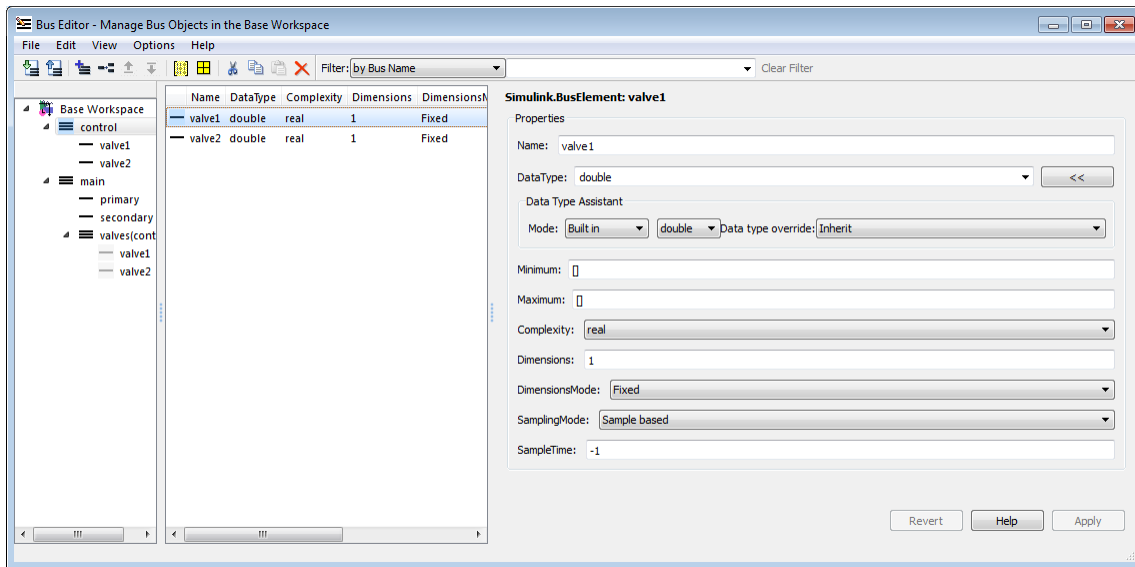 Bus Editor - Manage Bus Objects in the Base Workspace
File Edit View Options Help
Filter: by Bus Name Clear Filter
Base Workspace
control
valve1
valve2
main
primary
secondary
valves(cont
valve1
valve2
Name DataType Complexity Dimensions DimensionsM
valve1 double real 1 Fixed
valve2 double real 1 Fixed
Simulink.BusElement: valve1
Properties
Name: valve1
DataType: double <<
Data Type Assistant
Mode: Built in double Data type override: Inherit
Minimum: []
Maximum: []
Complexity: real
Dimensions: 1
DimensionsMode: Fixed
SamplingMode: Sample based
SampleTime: -1
Revert Help Apply